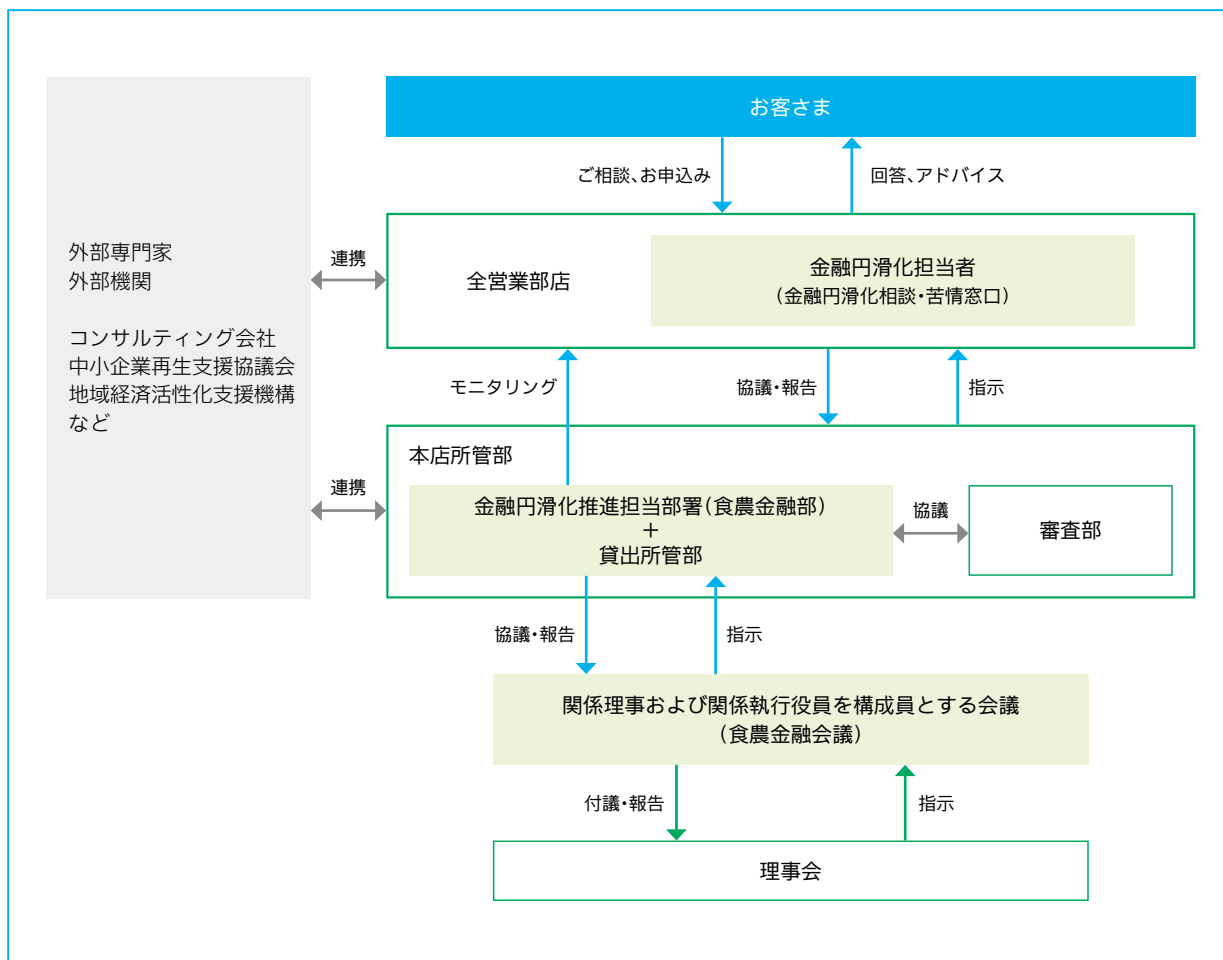 お客さま
ご相談、お申込み
回答、アドバイス
外部専門家
外部機関
コンサルティング会社
中小企業再生支援協議会
地域経済活性化支援機構
など
連携
全営業部店
金融円滑化担当者
（金融円滑化相談・苦情窓口）
モニタリング
協議・報告
指示
本店所管部
連携
金融円滑化推進担当部署（食農金融部）
＋
貸出所管部
協議
審査部
協議・報告
指示
関係理事および関係執行役員を構成員とする会議
（食農金融会議）
付議・報告
指示
理事会